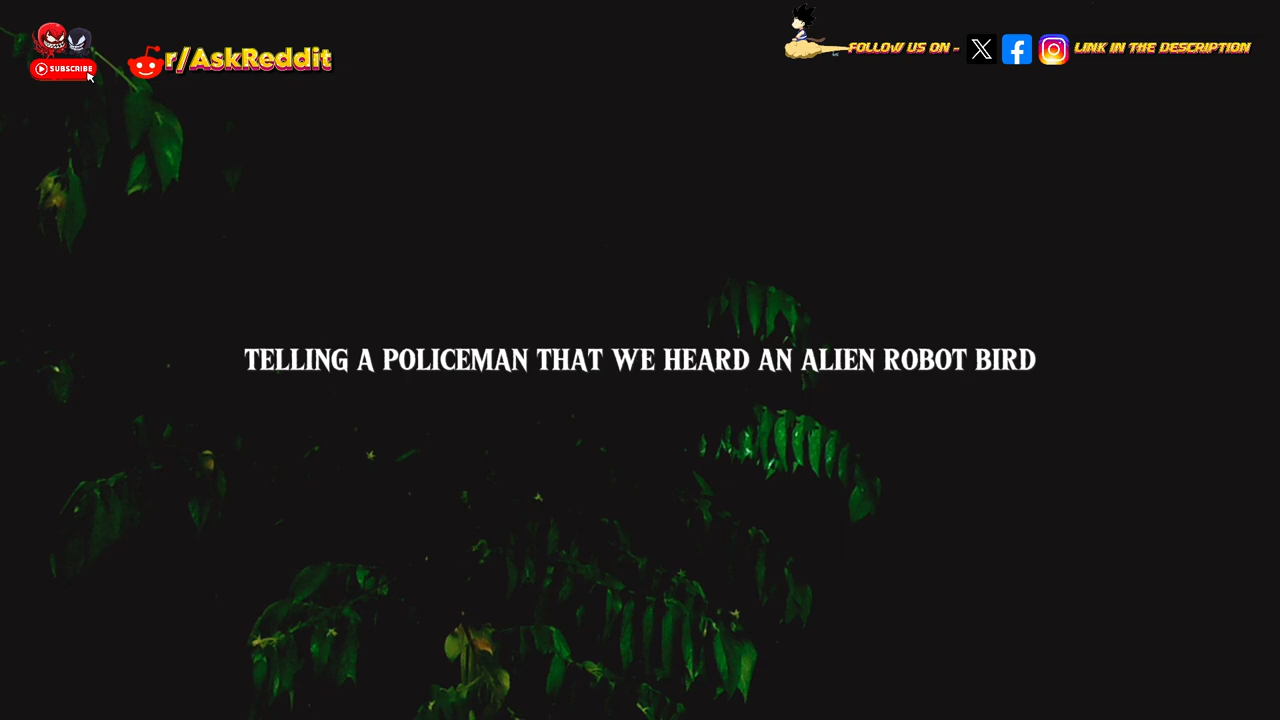 SUBSCRIBE
r/AskReddit
FOLLOW US ON -
LINK IN THE DESCRIPTION
TELLING A POLICEMAN THAT WE HEARD AN ALIEN ROBOT BIRD